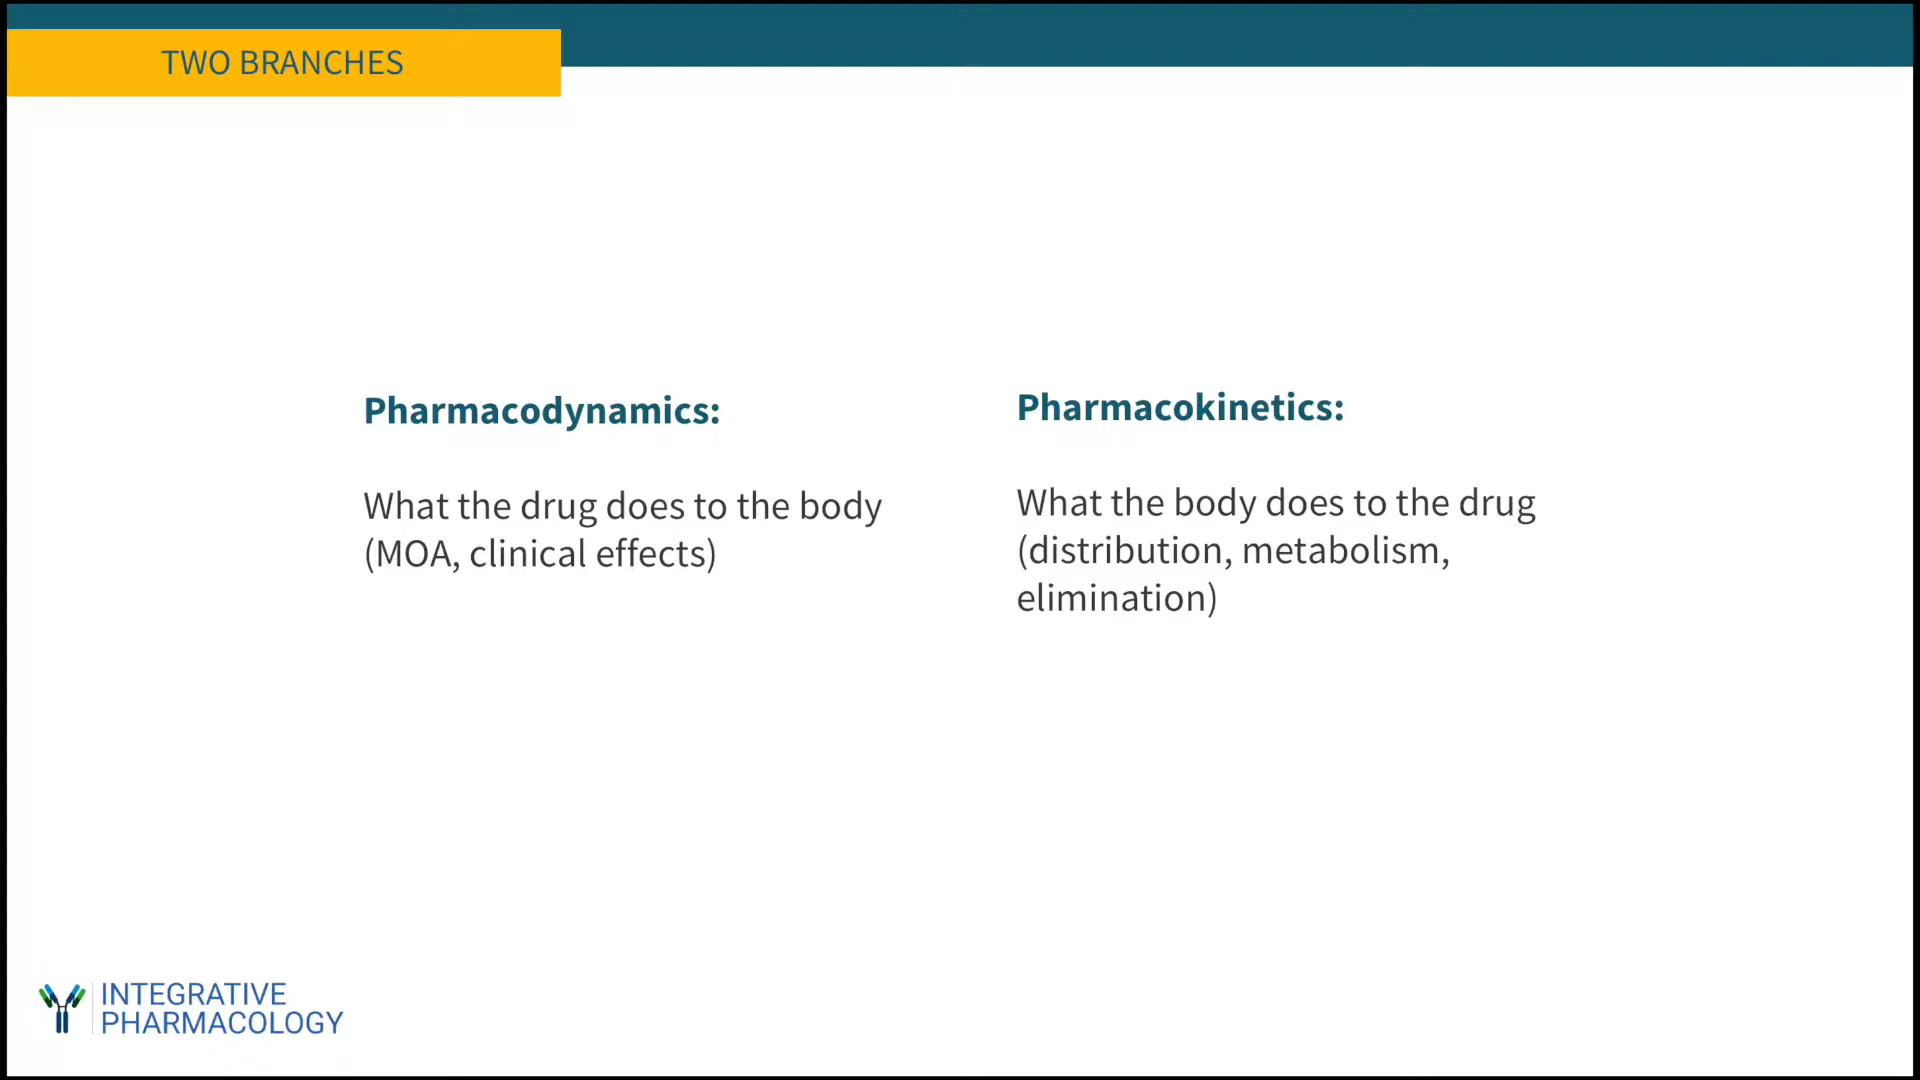 TWO BRANCHES
Pharmacodynamics:
What the drug does to the body
(MOA, clinical effects)
Pharmacokinetics:
What the body does to the drug
(distribution, metabolism,
elimination)
INTEGRATIVE
PHARMACOLOGY